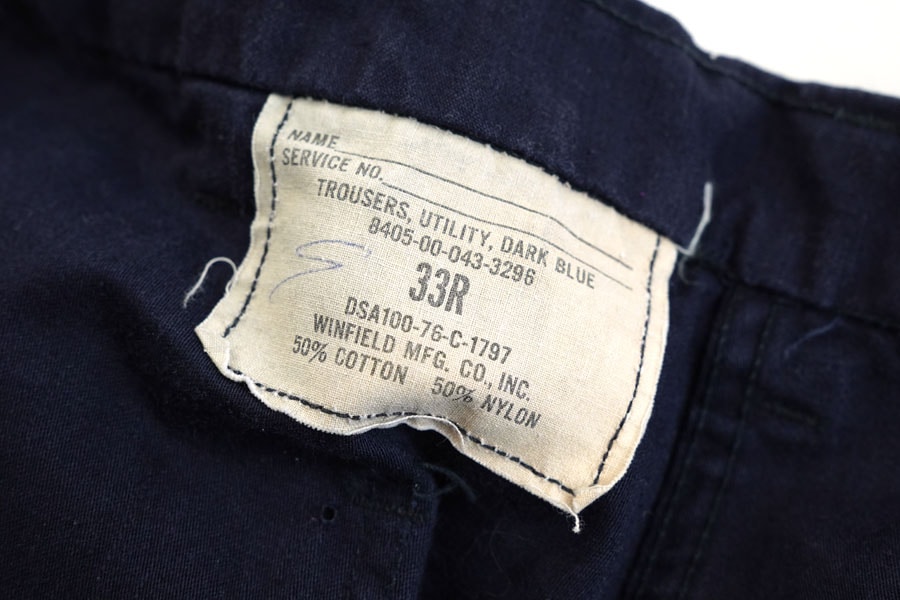 NAME
SERVICE NO.
TROUSERS, UTILITY, DARK BLUE
8405-00-043-3296
33R
DSA100-76-C-1797
WINFIELD MFG. CO., INC.
50% COTTON 50% NYLON